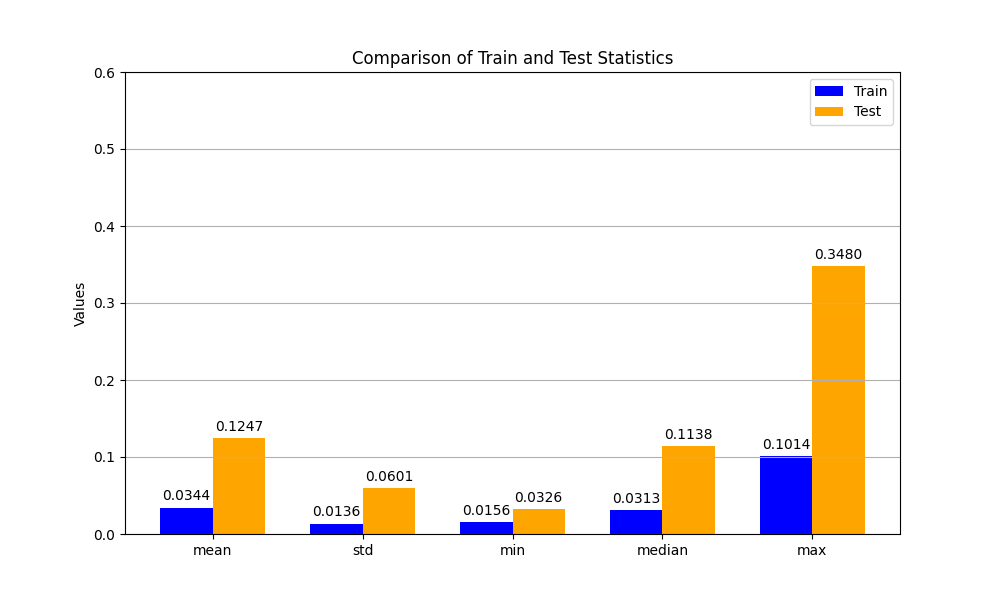 Comparison of Train and Test Statistics
0.6
0.5
0.4
0.3
0.2
0.1
0.0
Values
Train
Test
0.0344
0.1247
0.0136
0.0601
0.0156
0.0326
0.0313
0.1138
0.1014
0.3480
mean
std
min
median
max